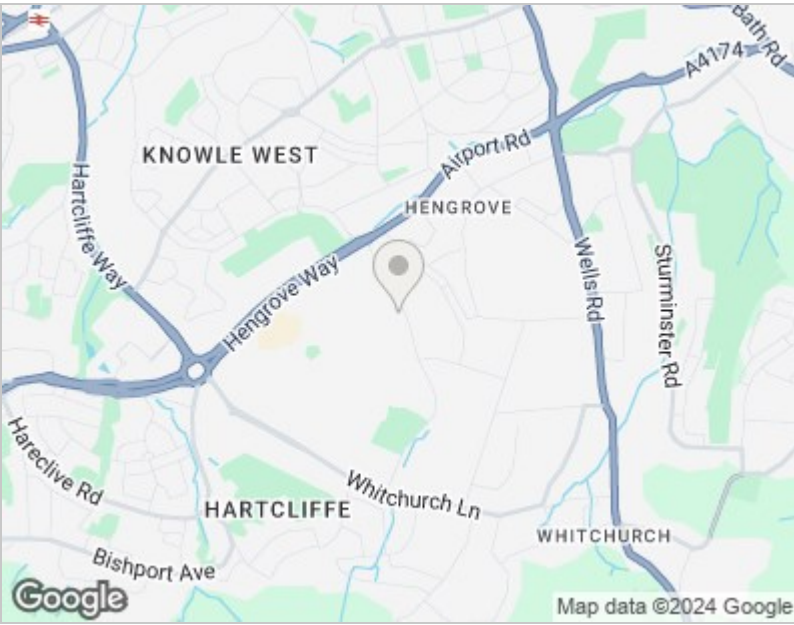 Bath Rd
A4174
Airport Rd
KNOWLE WEST
HENGROVE
Hartcliffe Way
Hengrove Way
Wells Rd
Sturminster Rd
Hareclive Rd
Whitchurch Ln
HARTCLIFFE
WHITCHURCH
Bishport Ave
Google
Map data ©2024 Google